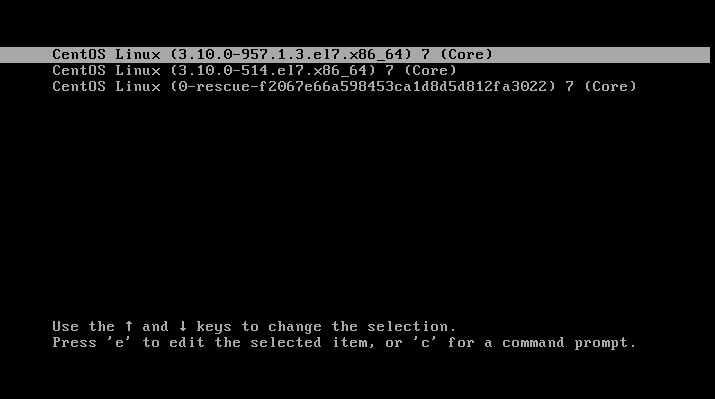 CentOS Linux (3.10.0-957.1.3.el7.x86_64) 7 (Core)
CentOS Linux (3.10.0-514.el7.x86_64) 7 (Core)
CentOS Linux (0-rescue-f2067e66a598453ca1d8d5d812fa3022) 7 (Core)
Use the ↑ and ↓ keys to change the selection.
Press 'e' to edit the selected item, or 'c' for a command prompt.